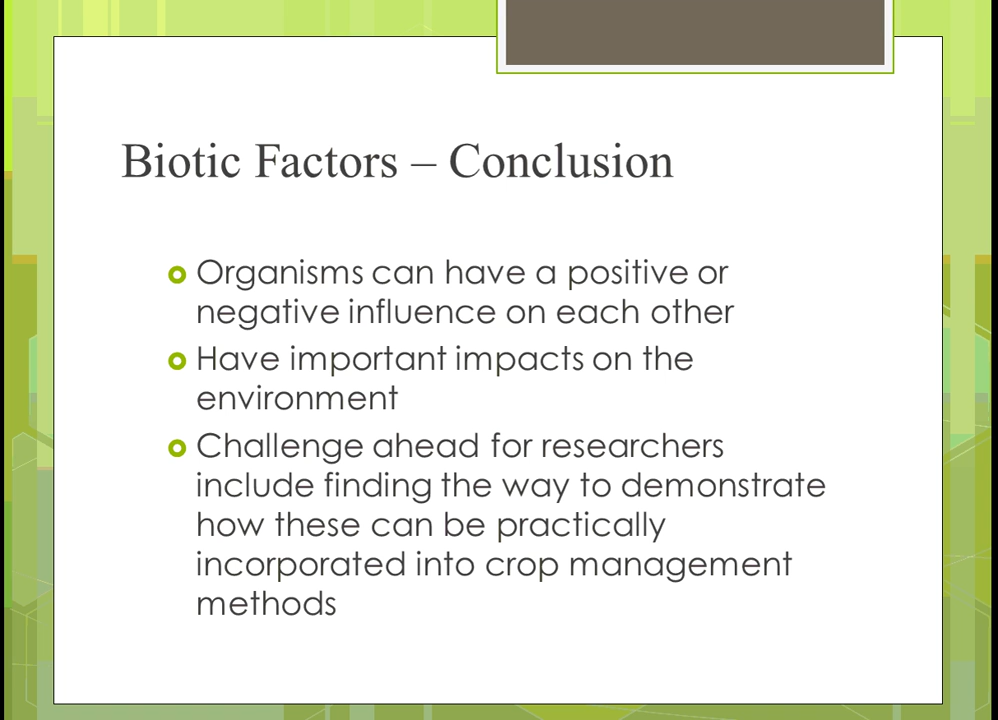 Biotic Factors – Conclusion
Organisms can have a positive or
negative influence on each other
Have important impacts on the
environment
Challenge ahead for researchers
include finding the way to demonstrate
how these can be practically
incorporated into crop management
methods